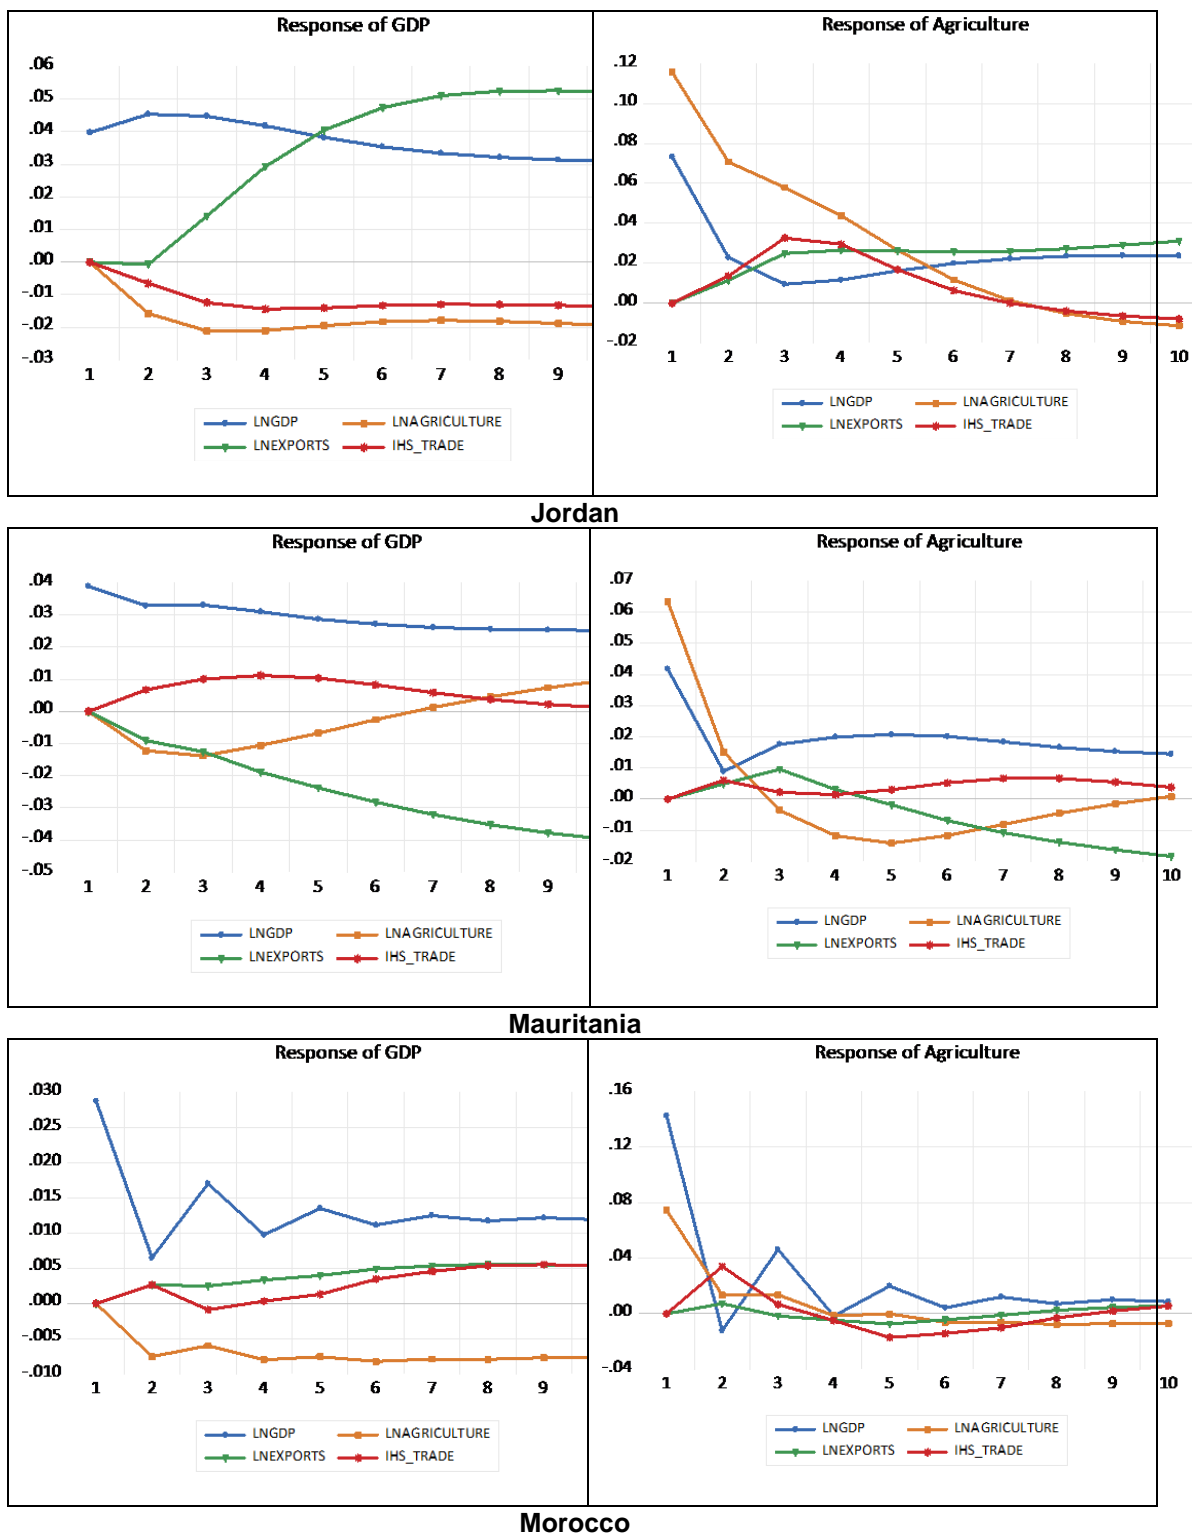 Response of GDP
.06
.05
.04
.03
.02
.01
.00
-.01
-.02
-.03
1 2 3 4 5 6 7 8 9
LNGDP LNAGRICULTURE
LNEXPORTS IHS_TRADE
Response of Agriculture
.12
.10
.08
.06
.04
.02
.00
-.02
1 2 3 4 5 6 7 8 9 10
LNGDP LNAGRICULTURE
LNEXPORTS IHS_TRADE
Jordan
Response of GDP
.04
.03
.02
.01
.00
-.01
-.02
-.03
-.04
-.05
1 2 3 4 5 6 7 8 9
LNGDP LNAGRICULTURE
LNEXPORTS IHS_TRADE
Response of Agriculture
.07
.06
.05
.04
.03
.02
.01
.00
-.01
-.02
1 2 3 4 5 6 7 8 9 10
LNGDP LNAGRICULTURE
LNEXPORTS IHS_TRADE
Mauritania
Response of GDP
.030
.025
.020
.015
.010
.005
.000
-.005
-.010
1 2 3 4 5 6 7 8 9
LNGDP LNAGRICULTURE
LNEXPORTS IHS_TRADE
Response of Agriculture
.16
.12
.08
.04
.00
-.04
1 2 3 4 5 6 7 8 9 10
LNGDP LNAGRICULTURE
LNEXPORTS IHS_TRADE
Morocco